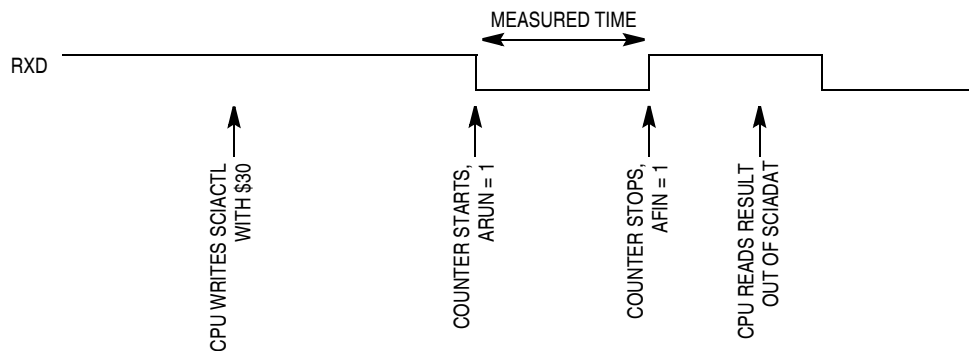 MEASURED TIME
RXD
CPU WRITES SCIACTL
WITH $30
COUNTER STARTS,
ARUN = 1
COUNTER STOPS,
AFIN = 1
CPU READS RESULT
OUT OF SCIADAT